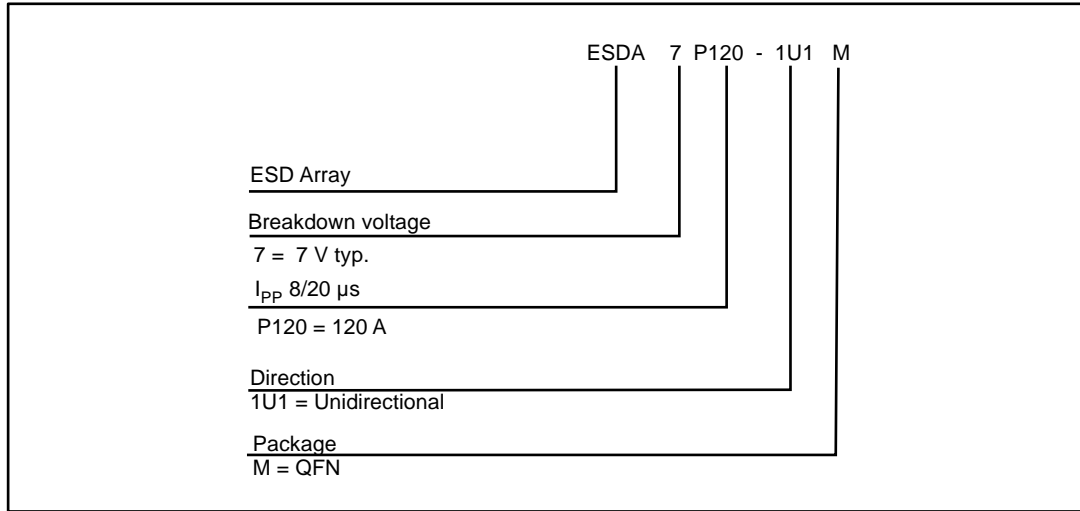 ESDA 7 P120 - 1U1 M
ESD Array
Breakdown voltage
7 = 7 V typ.
IPP 8/20 µs
P120 = 120 A
Direction
1U1 = Unidirectional
Package
M = QFN